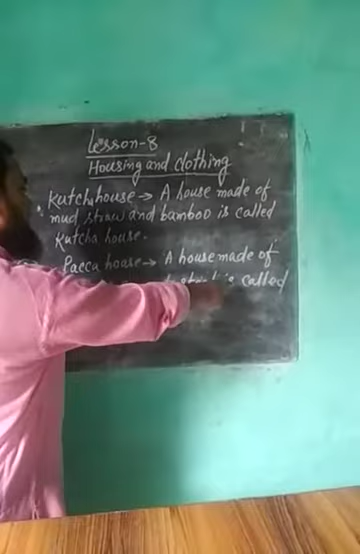 Lesson-8
Housing and clothing
Kutcha house → A house made of
mud straw and bamboo is called
Kutcha house.
Pacca house → A house made of
is called